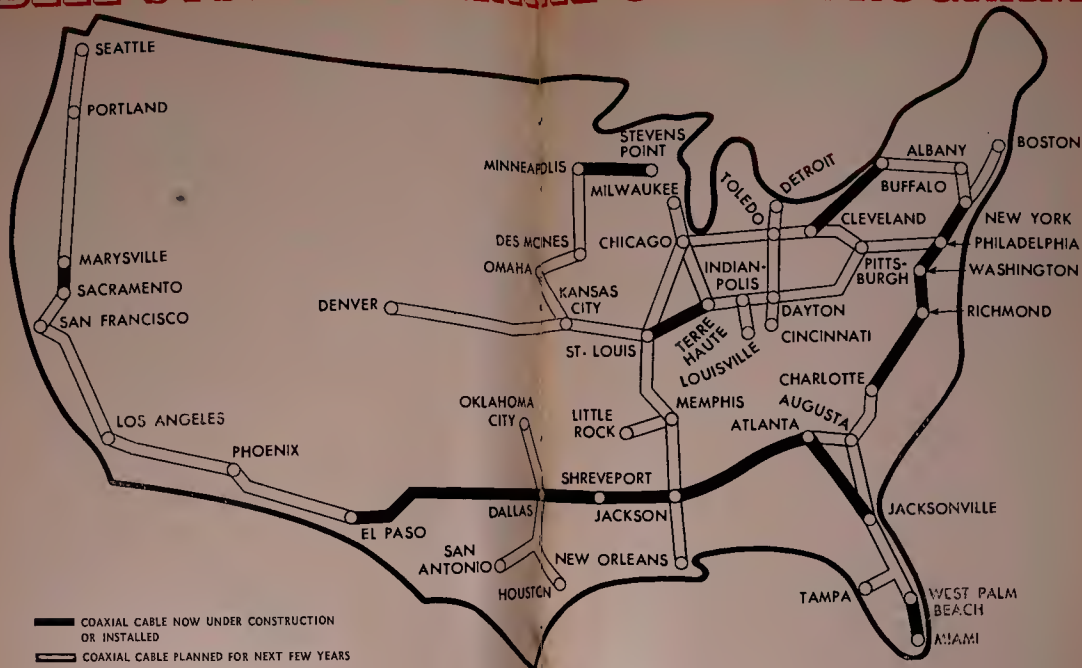 SEATTLE
PORTLAND
MARYSVILLE
SACRAMENTO
SAN FRANCISCO
LOS ANGELES
PHOENIX
EL PASO
DENVER
MINNEAPOLIS
STEVENS
POINT
MILWAUKEE
DES MOINES
OMAHA
KANSAS
CITY
CHICAGO
ST. LOUIS
TERRE
HAUTE
INDIAN-
POLIS
LOUISVILLE
TOLEDO
DETROIT
DAYTON
CINCINNATI
CLEVELAND
BUFFALO
ALBANY
BOSTON
NEW YORK
PHILADELPHIA
PITTS-
BURGH
WASHINGTON
RICHMOND
CHARLOTTE
AUGUSTA
ATLANTA
MEMPHIS
LITTLE
ROCK
OKLAHOMA
CITY
DALLAS
SHREVEPORT
JACKSON
NEW ORLEANS
SAN
ANTONIO
HOUSTON
JACKSONVILLE
TAMPA
WEST PALM
BEACH
MIAMI
COAXIAL CABLE NOW UNDER CONSTRUCTION
OR INSTALLED
COAXIAL CABLE PLANNED FOR NEXT FEW YEARS